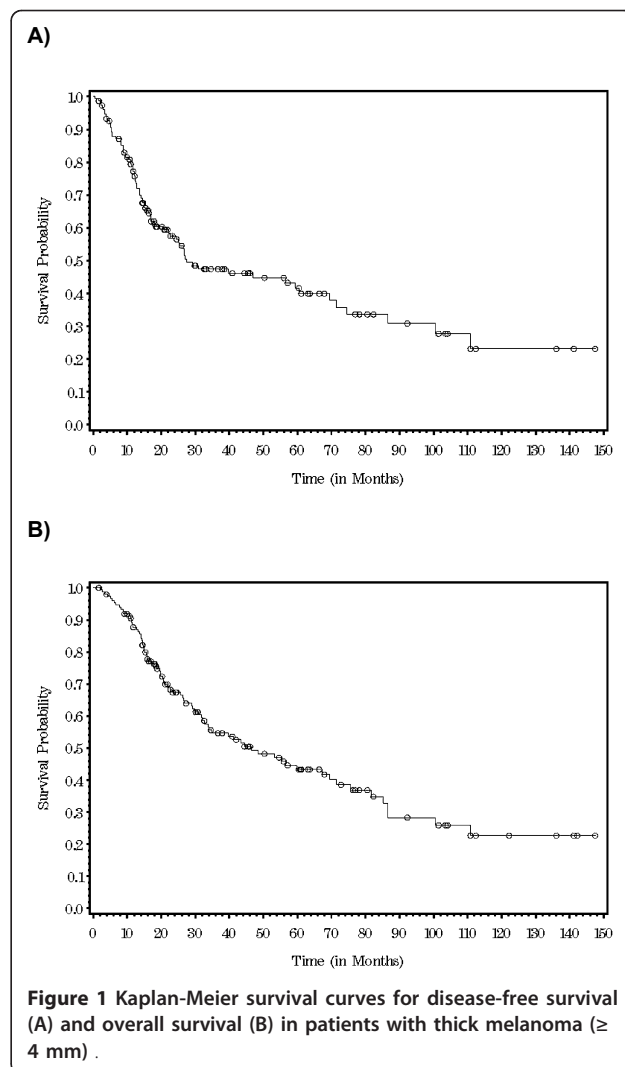 A)
1.0
0.9
0.8
0.7
0.6
0.5
0.4
0.3
0.2
0.1
0.0
Survival Probability
0 10 20 30 40 50 60 70 80 90 100 110 120 130 140 150
Time (in Months)
B)
1.0
0.9
0.8
0.7
0.6
0.5
0.4
0.3
0.2
0.1
0.0
Survival Probability
0 10 20 30 40 50 60 70 80 90 100 110 120 130 140 150
Time (in Months)
Figure 1 Kaplan-Meier survival curves for disease-free survival
(A) and overall survival (B) in patients with thick melanoma (≥
4 mm) .